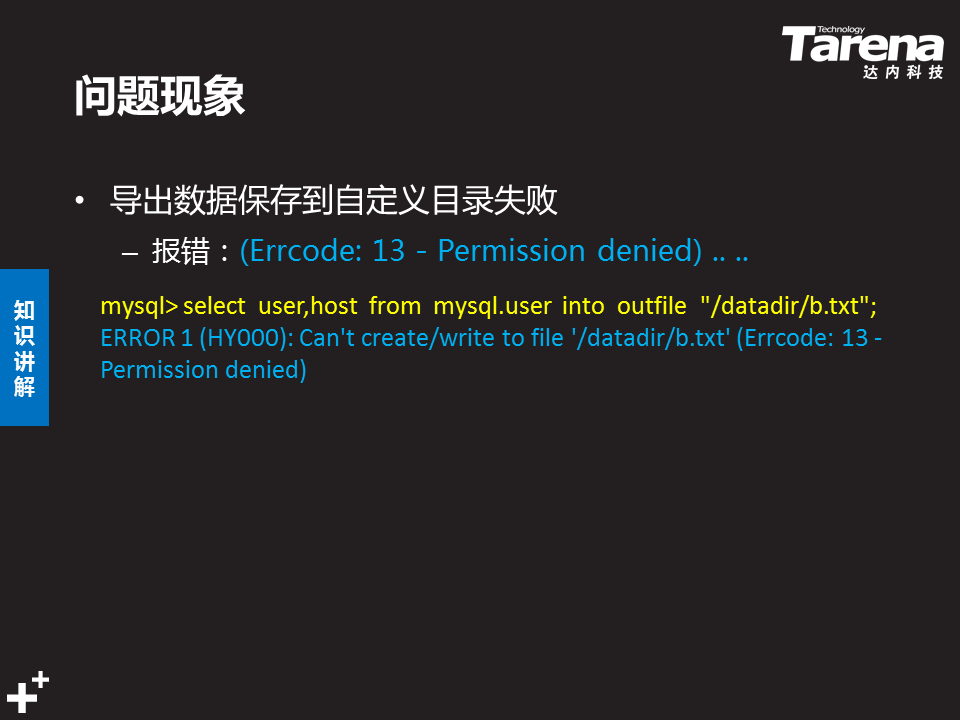 Technology
Tarena
达内科技
问题现象
• 导出数据保存到自定义目录失败
– 报错：(Errcode: 13 - Permission denied) .. ..
mysql> select user,host from mysql.user into outfile "/datadir/b.txt";
ERROR 1 (HY000): Can't create/write to file '/datadir/b.txt' (Errcode: 13 -
Permission denied)
知
识
讲
解